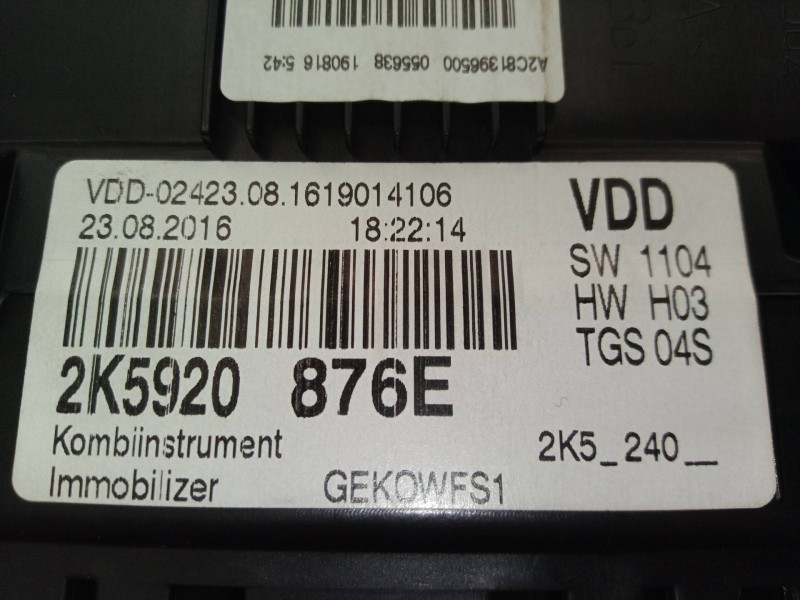 A2C81396500 055638 190816 5:42
VDD-02423.08.1619014106
23.08.2016 18:22:14
VDD
SW 1104
HW H03
TGS 04S
2K5920 876E
Kombiinstrument
Immobilizer GEKOWFS1
2K5_240__